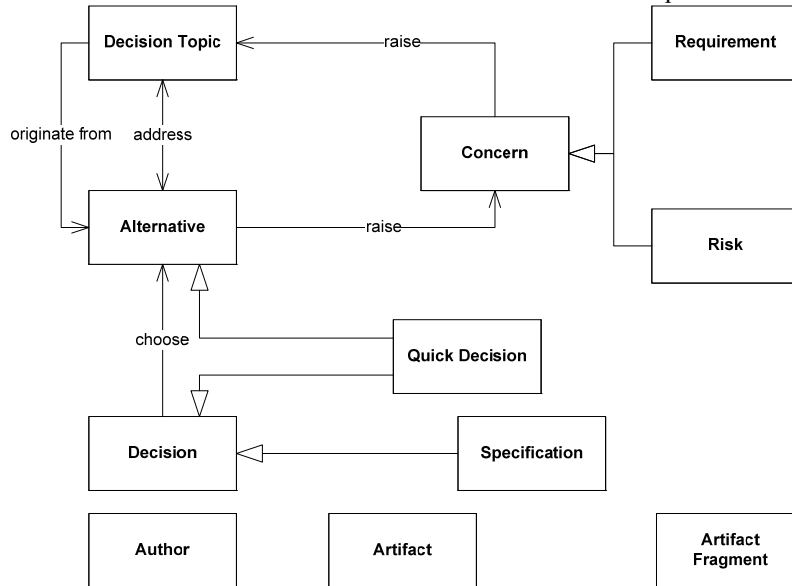 Decision Topic
raise
Requirement
originate from
address
Concern
Alternative
raise
Risk
choose
Quick Decision
Decision
Specification
Author
Artifact
Artifact
Fragment